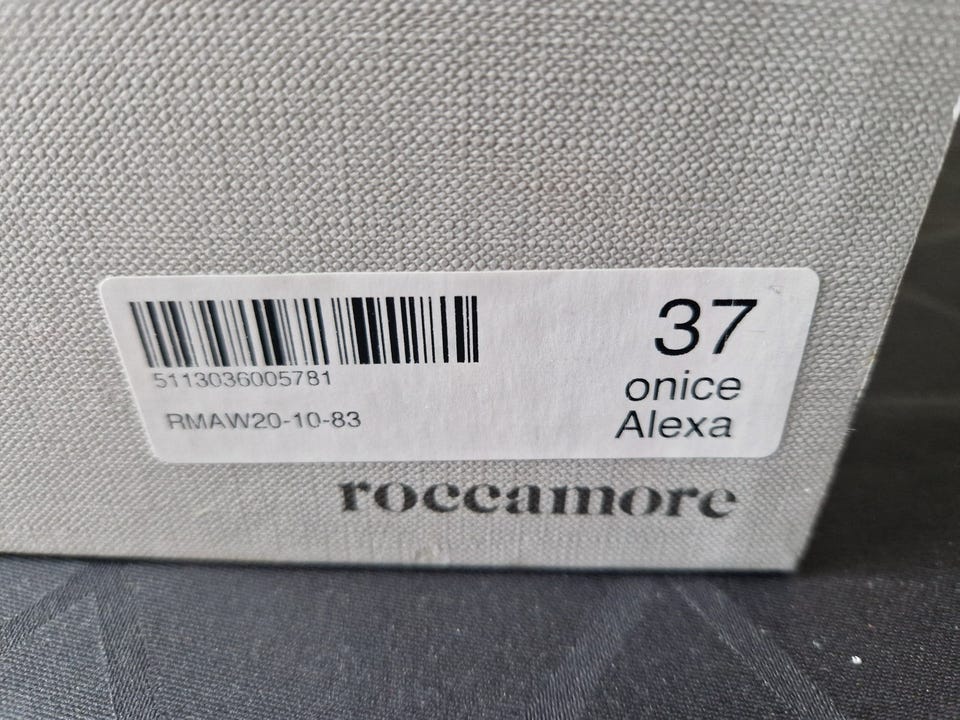 5113036005781
RMAW20-10-83
37
onice
Alexa
roccamore